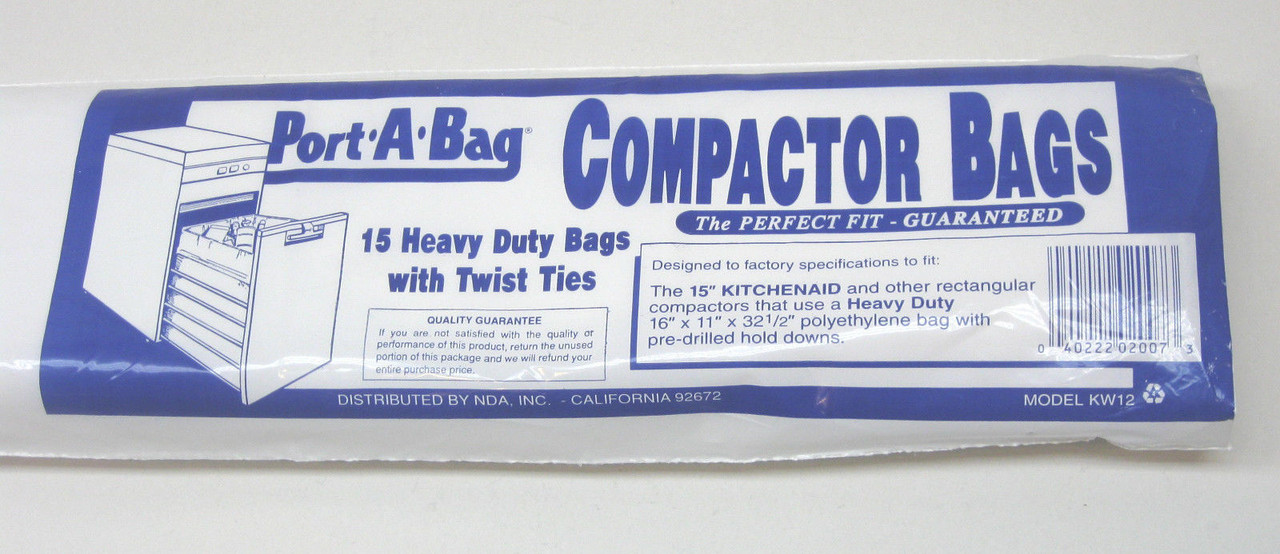 Port·A·Bag®
COMPACTOR BAGS
The PERFECT FIT - GUARANTEED
15 Heavy Duty Bags
with Twist Ties
QUALITY GUARANTEE
If you are not satisfied with the quality or
performance of this product, return the unused
portion of this package and we will refund your
entire purchase price.
Designed to factory specifications to fit:
The 15" KITCHENAID and other rectangular
compactors that use a Heavy Duty
16" x 11" x 32 1/2" polyethylene bag with
pre-drilled hold downs.
0 40222 02007 3
DISTRIBUTED BY NDA, INC. - CALIFORNIA 92672
MODEL KW12